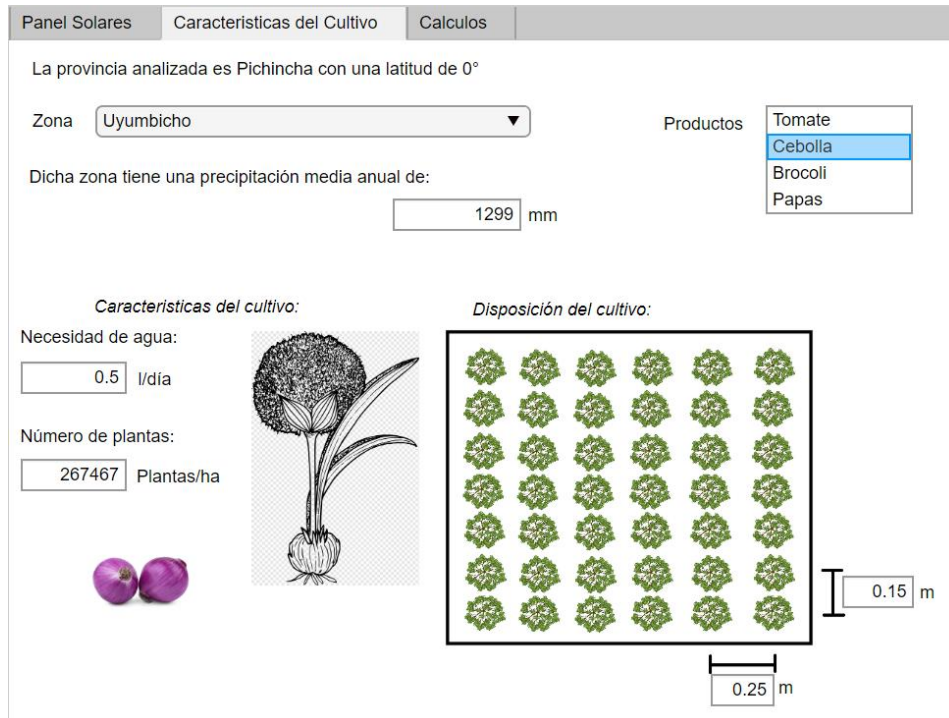 Panel Solares Caracteristicas del Cultivo Calculos
La provincia analizada es Pichincha con una latitud de 0°
Zona Uyumbicho
Productos
Tomate
Cebolla
Brocoli
Papas
Dicha zona tiene una precipitación media anual de:
1299 mm
Caracteristicas del cultivo:
Necesidad de agua:
0.5 l/día
Número de plantas:
267467 Plantas/ha
Disposición del cultivo:
0.15 m
0.25 m